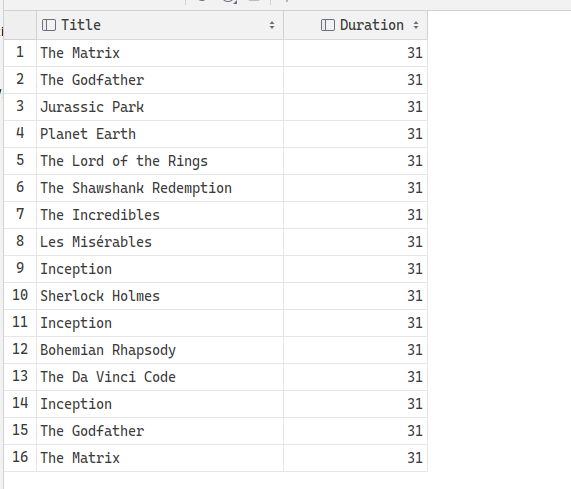 Title Duration
1 The Matrix 31
2 The Godfather 31
3 Jurassic Park 31
4 Planet Earth 31
5 The Lord of the Rings 31
6 The Shawshank Redemption 31
7 The Incredibles 31
8 Les Misérables 31
9 Inception 31
10 Sherlock Holmes 31
11 Inception 31
12 Bohemian Rhapsody 31
13 The Da Vinci Code 31
14 Inception 31
15 The Godfather 31
16 The Matrix 31